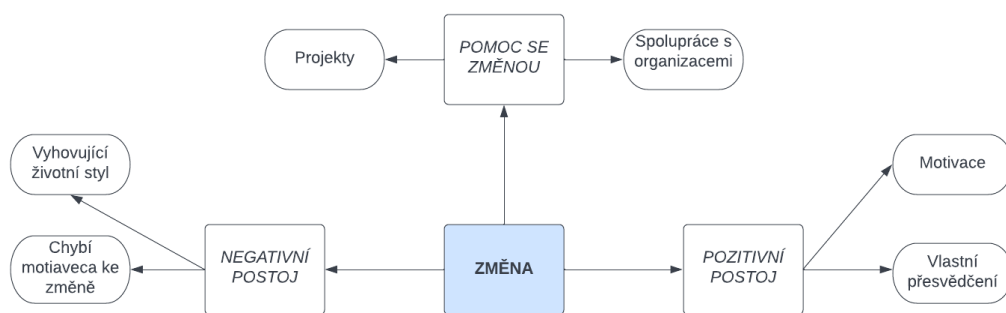 Projekty
POMOC SE
ZMĚNOU
Spolupráce s
organizacemi
Vyhovující
životní styl
Motivace
Chybí
motiaveca ke
změně
NEGATIVNÍ
POSTOJ
ZMĚNA
POZITIVNÍ
POSTOJ
Vlastní
přesvědčení